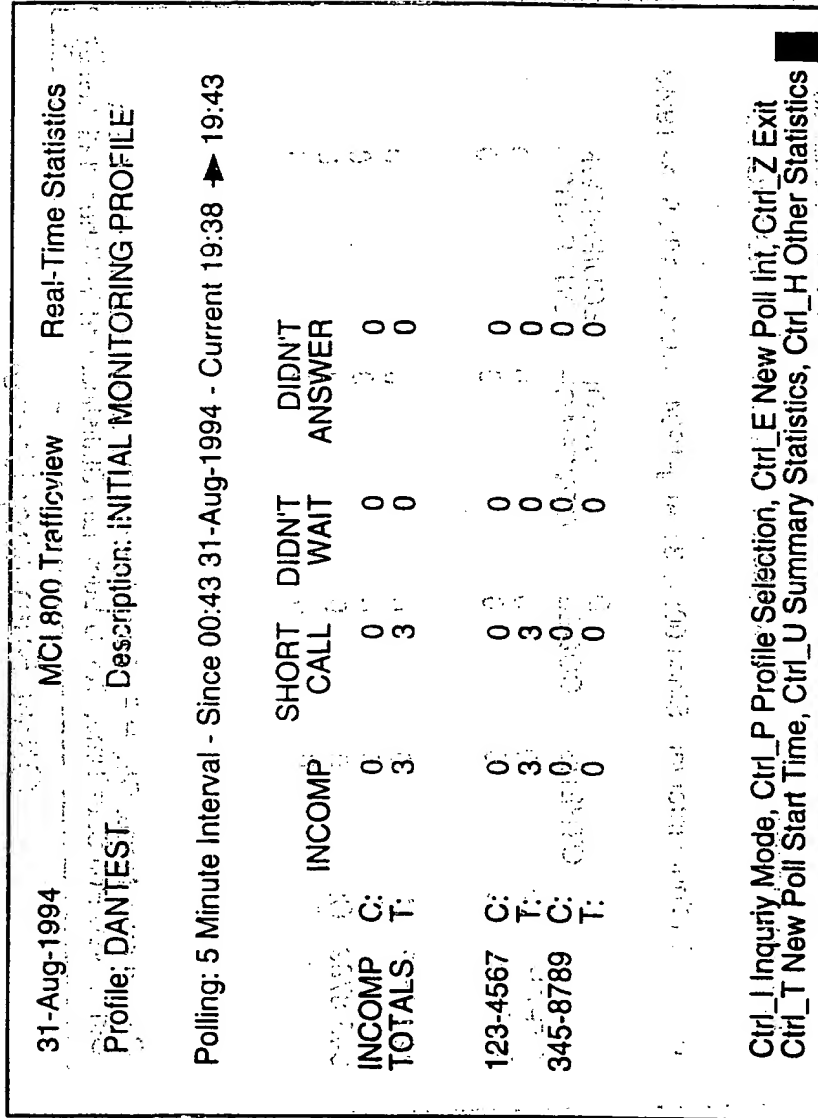 31-Aug-1994 MCI 800 Trafficview Real-Time Statistics
Profile: DANTEST Description: INITIAL MONITORING PROFILE
Polling: 5 Minute Interval - Since 00:43 31-Aug-1994 - Current 19:38 → 19:43
INCOMP SHORT CALL DIDN'T WAIT DIDN'T ANSWER
INCOMP C: 0 0 0 0
TOTALS T: 3 3 0 0
123-4567 C: 0 0 0 0
T: 3 3 0 0
345-8789 C: 0 0 0 0
T: 0 0 0 0
Ctrl_I Inquriy Mode, Ctrl_P Profile Selection, Ctrl_E New Poll Int, Ctrl_Z Exit
Ctrl_T New Poll Start Time, Ctrl_U Summary Statistics, Ctrl_H Other Statistics